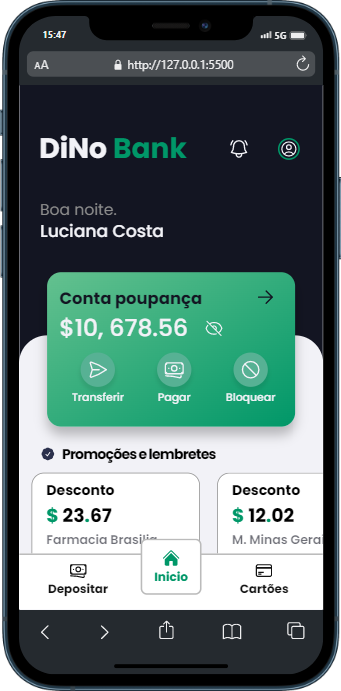 15:47
5G
AA
http://127.0.0.1:5500
DiNo Bank
Boa noite.
Luciana Costa
Conta poupança
$10, 678.56
Transferir
Pagar
Bloquear
Promoções e lembretes
Desconto
$ 23.67
Farmacia Brasilia
Desconto
$ 12.02
M. Minas Gerai
Depositar
Inicio
Cartões